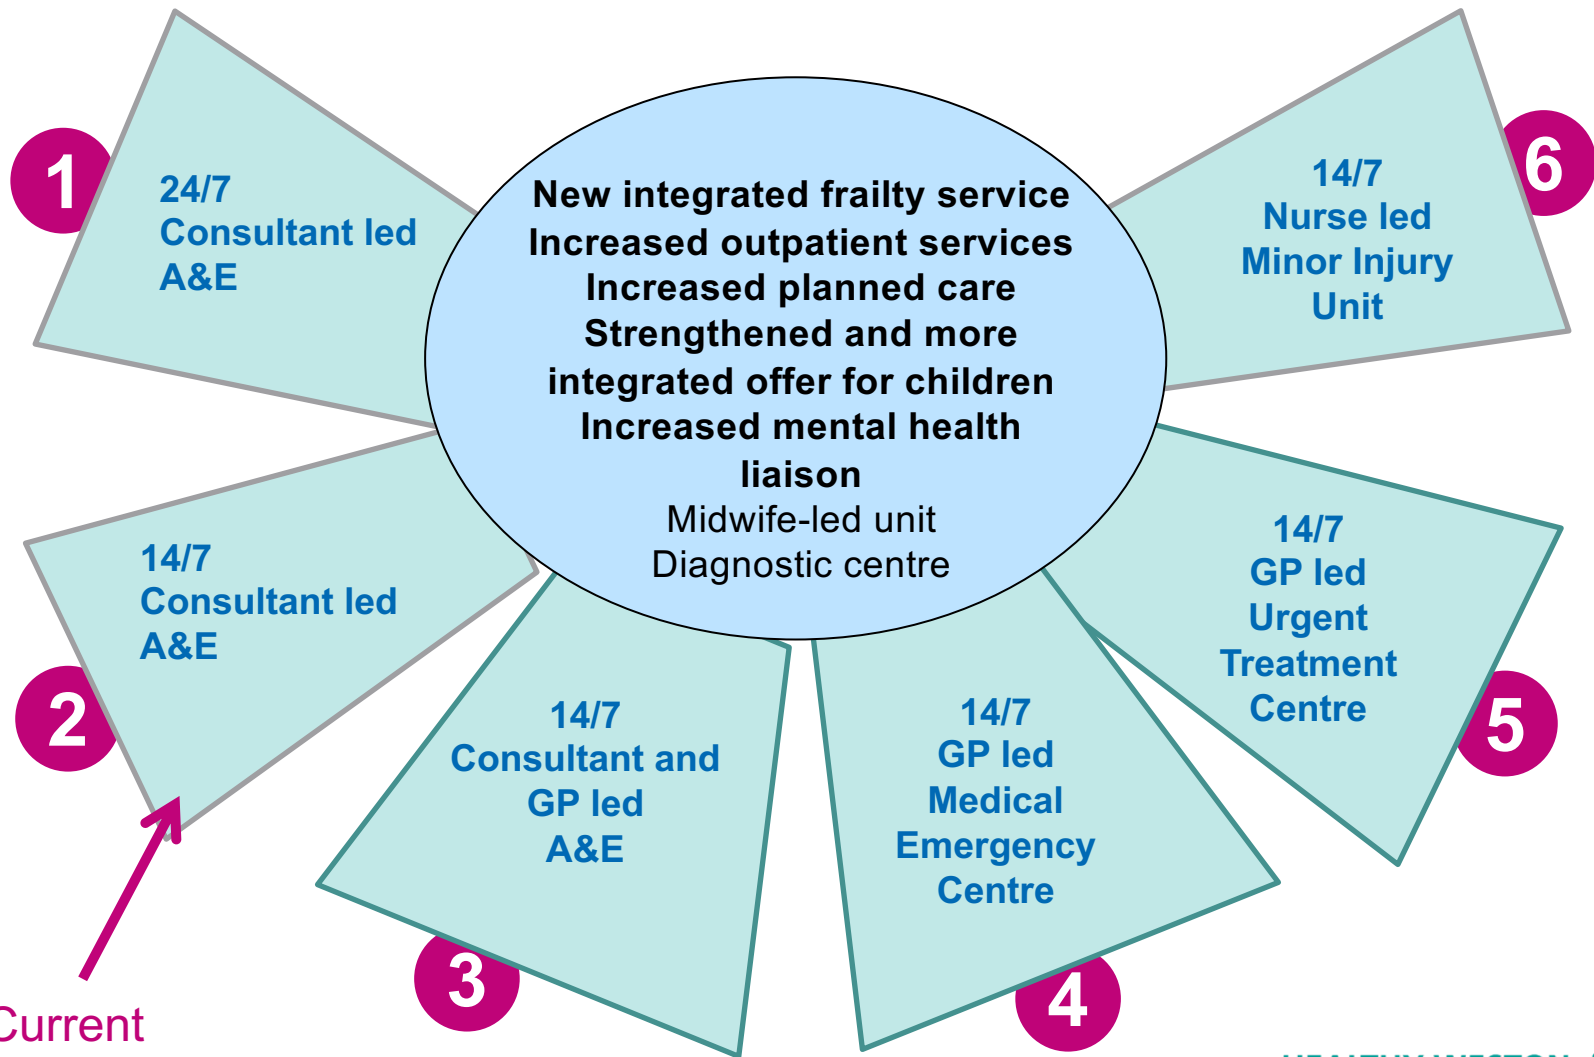 1
24/7
Consultant led
A&E
New integrated frailty service
Increased outpatient services
Increased planned care
Strengthened and more
integrated offer for children
Increased mental health
liaison
Midwife-led unit
Diagnostic centre
6
14/7
Nurse led
Minor Injury
Unit
2
14/7
Consultant led
A&E
3
14/7
Consultant and
GP led
A&E
4
14/7
GP led
Medical
Emergency
Centre
5
14/7
GP led
Urgent
Treatment
Centre
Current
HEALTHY WESTON